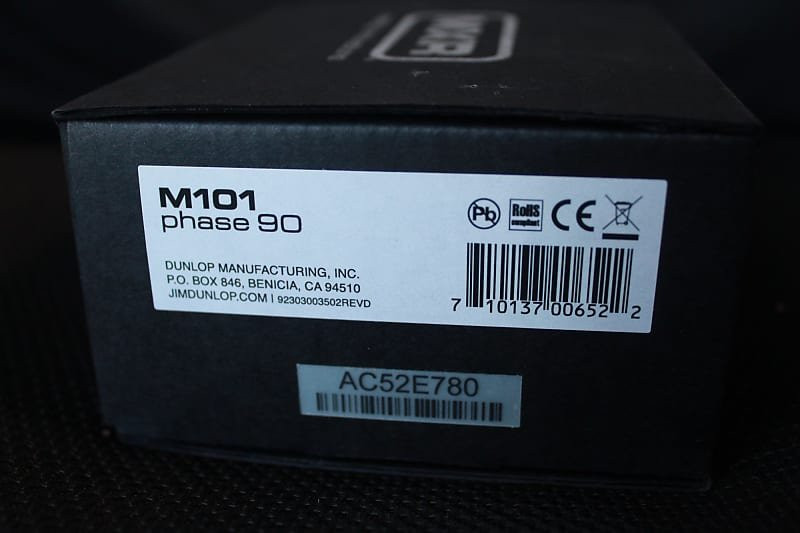 MXR
M101
phase 90
Pb
RoHS
compliant
CE
DUNLOP MANUFACTURING, INC.
P.O. BOX 846, BENICIA, CA 94510
JIMDUNLOP.COM | 92303003502REVD
7 10137 00652 2
AC52E780